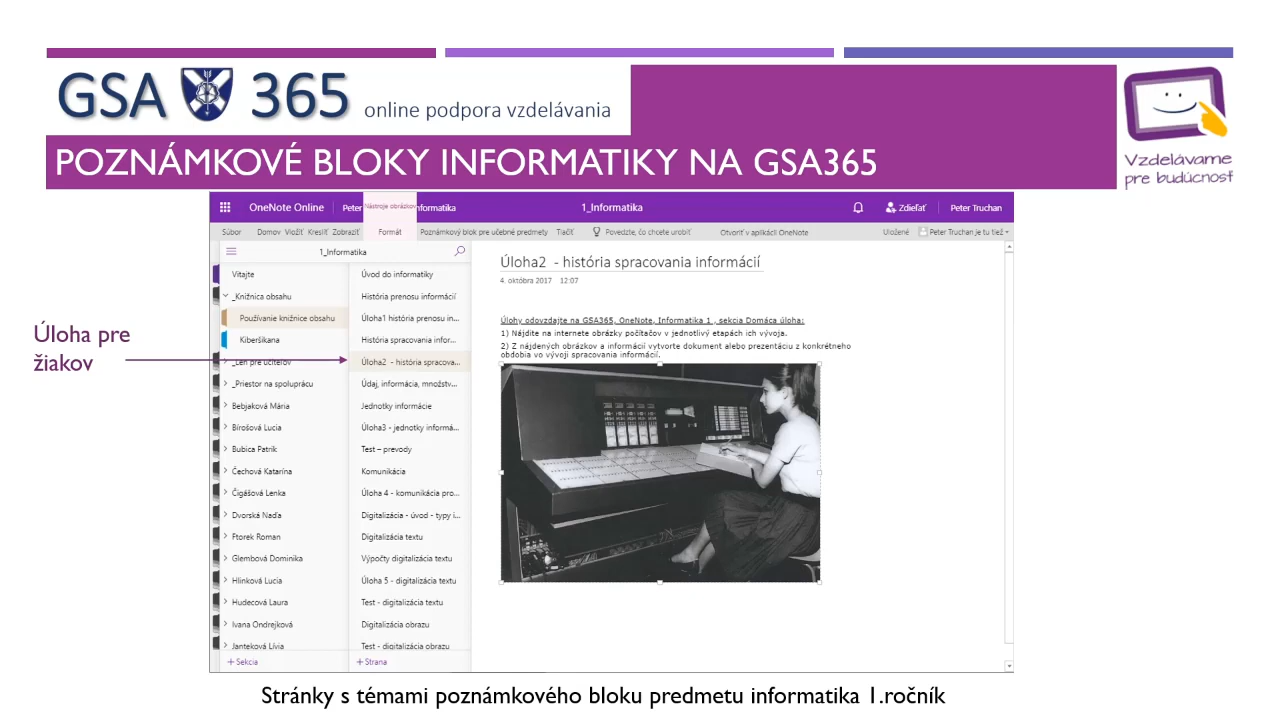 GSA 365 online podpora vzdelávania
Vzdelávame
pre budúcnosť
POZNÁMKOVÉ BLOKY INFORMATIKY NA GSA365
OneNote Online
Peter
Nástroje obrázkov
nformatika
1_Informatika
Zdieľať
Peter Truchan
Súbor
Domov
Vložiť
Kresliť
Zobraziť
Formát
Poznámkový blok pre učebné predmety
Tlačiť
Povedzte, čo chcete urobiť
Otvoriť v aplikácii OneNote
Uložené
Peter Truchan je tu tiež
1_Informatika
Vitajte
_Knižnica obsahu
Používanie knižnice obsahu
Kiberšikana
_Len pre učiteľov
_Priestor na spoluprácu
Bebjaková Mária
Bírošová Lucia
Bubica Patrik
Čechová Katarína
Čigášová Lenka
Dvorská Naďa
Ftorek Roman
Glembová Dominika
Hlinková Lucia
Hudecová Laura
Ivana Ondrejková
Janteková Lívia
+ Sekcia
Úvod do informatiky
História prenosu informácií
Úloha1 história prenosu in...
História spracovania infor...
Úloha2 - história spracova...
Údaj, informácia, množstv...
Jednotky informácie
Úloha3 - jednotky informá...
Test – prevody
Komunikácia
Úloha 4 - komunikácia pro...
Digitalizácia - úvod - typy i...
Digitalizácia textu
Výpočty digitalizácia textu
Úloha 5 - digitalizácia textu
Test - digitalizácia textu
Digitalizácia obrazu
Test - digitalizácia obrazu
+ Strana
Úloha2 - história spracovania informácií
4. októbra 2017 12:07
Úlohy odovzdajte na GSA365, OneNote, Informatika 1 , sekcia Domáca úloha:
1) Nájdite na internete obrázky počítačov v jednotlivý etapách ich vývoja.
2) Z nájdených obrázkov a informácií vytvorte dokument alebo prezentáciu z konkrétneho
obdobia vo vývoji spracovania informácií.
Úloha pre
žiakov
Stránky s témami poznámkového bloku predmetu informatika 1.ročník